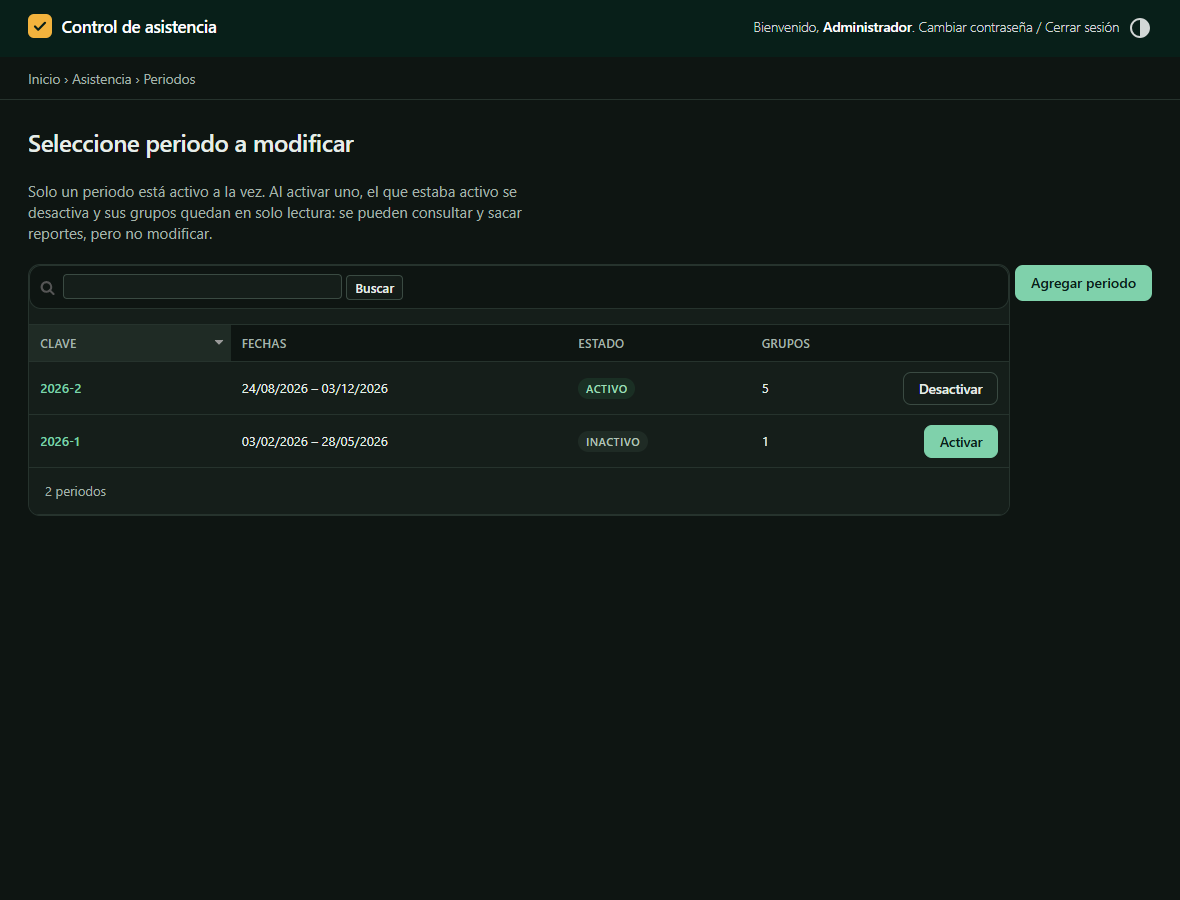 Control de asistencia
Bienvenido, Administrador. Cambiar contraseña / Cerrar sesión
Inicio › Asistencia › Periodos
Seleccione periodo a modificar
Solo un periodo está activo a la vez. Al activar uno, el que estaba activo se
desactiva y sus grupos quedan en solo lectura: se pueden consultar y sacar
reportes, pero no modificar.
Buscar
Agregar periodo
CLAVE FECHAS ESTADO GRUPOS
2026-2 24/08/2026 – 03/12/2026 ACTIVO 5 Desactivar
2026-1 03/02/2026 – 28/05/2026 INACTIVO 1 Activar
2 periodos